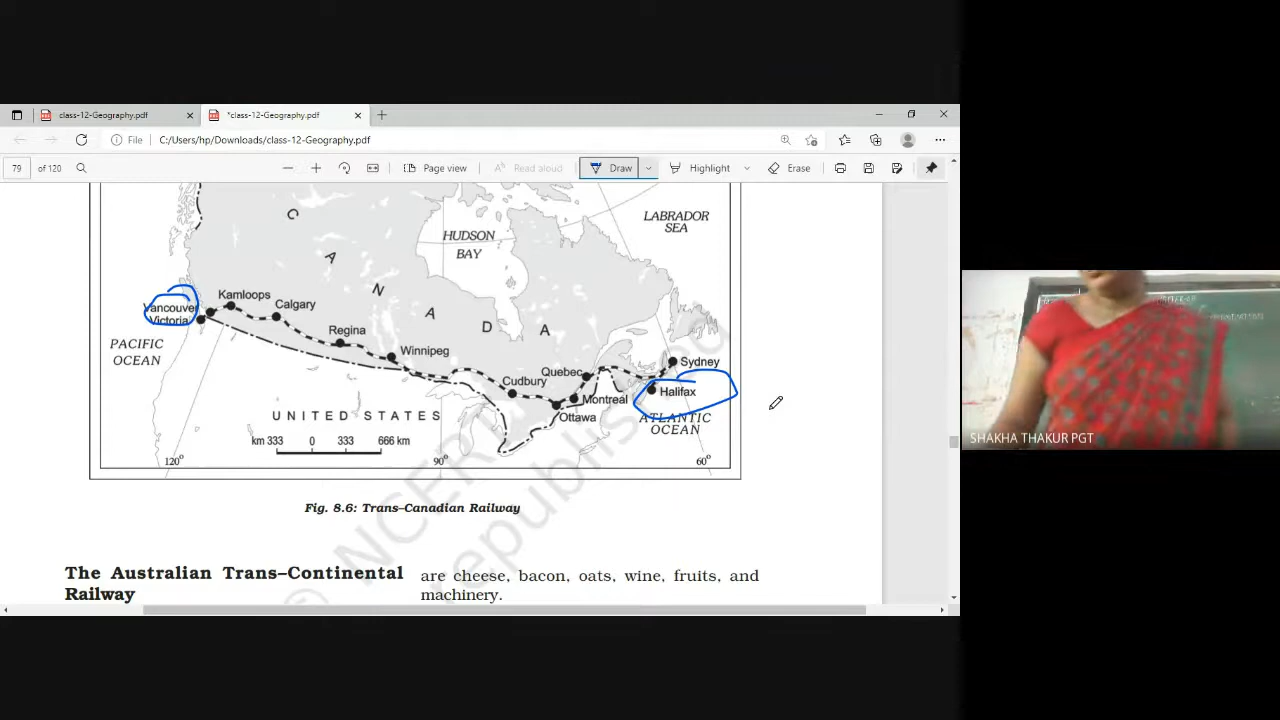 class-12-Geography.pdf
*class-12-Geography.pdf
File
C:/Users/hp/Downloads/class-12-Geography.pdf
79 of 120
Page view
Read aloud
Draw
Highlight
Erase
LABRADOR
SEA
HUDSON
BAY
C A N A D A
Vancouver
Victoria
Kamloops
Calgary
Regina
Winnipeg
Cudbury
Quebec
Montreal
Ottawa
Sydney
Halifax
PACIFIC
OCEAN
ATLANTIC
OCEAN
UNITED STATES
km 333 0 333 666 km
120° 90° 60°
Fig. 8.6: Trans–Canadian Railway
© NCERT
republished
The Australian Trans–Continental
Railway
are cheese, bacon, oats, wine, fruits, and
machinery.
SHAKHA THAKUR PGT